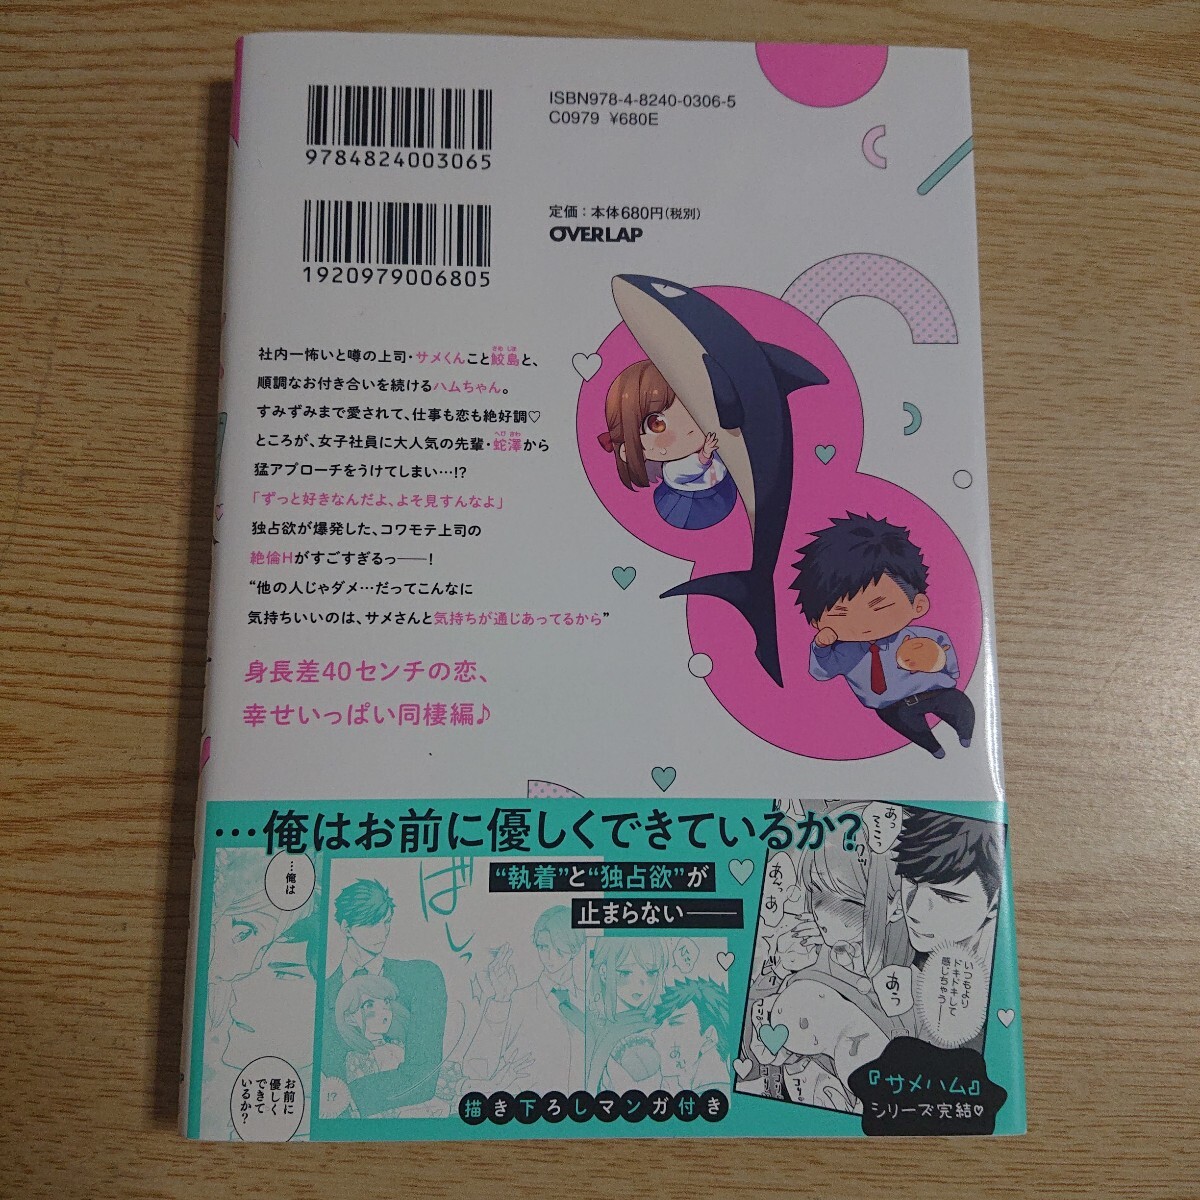 ISBN978-4-8240-0306-5
C0979 ¥680E
9784824003065
定価：本体680円(税別)
OVERLAP
1920979006805
社内一怖いと噂の上司・サメくんこと鮫島と、
さめ じま
順調なお付き合いを続けるハムちゃん。
すみずみまで愛されて、仕事も恋も絶好調♡
ところが、女子社員に大人気の先輩・蛇澤から
へび さわ
猛アプローチをうけてしまい…!?
「ずっと好きなんだよ、よそ見すんなよ」
独占欲が爆発した、コワモテ上司の
絶倫Hがすごすぎるっ――！
“他の人じゃダメ…だってこんなに
気持ちいいのは、サメさんと気持ちが通じあってるから”
身長差40センチの恋、
幸せいっぱい同棲編♪
…俺はお前に優しくできているか？
“執着”と“独占欲”が
止まらない――
…俺は
お前に
優しく
できて
いるか？
ばっ
!?
あっ
あっ
いつもより
ドキドキして
感じちゃう――
描き下ろしマンガ付き
『サメハム』
シリーズ完結♡